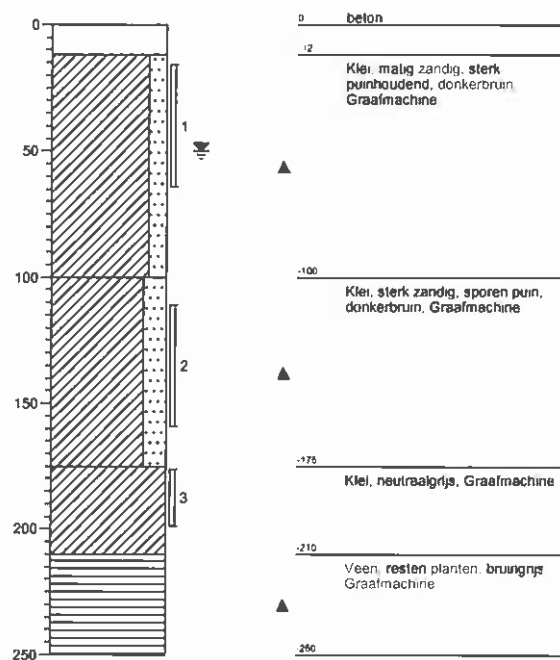 0
50
100
150
200
250
1
2
3
0 beton
-12
Klei, matig zandig, sterk
puinhoudend, donkerbruin,
Graafmachine
-100
Klei, sterk zandig, sporen puin,
donkerbruin, Graafmachine
-175
Klei, neutraalgrijs, Graafmachine
-210
Veen, resten planten, bruingrijs
Graafmachine
-250